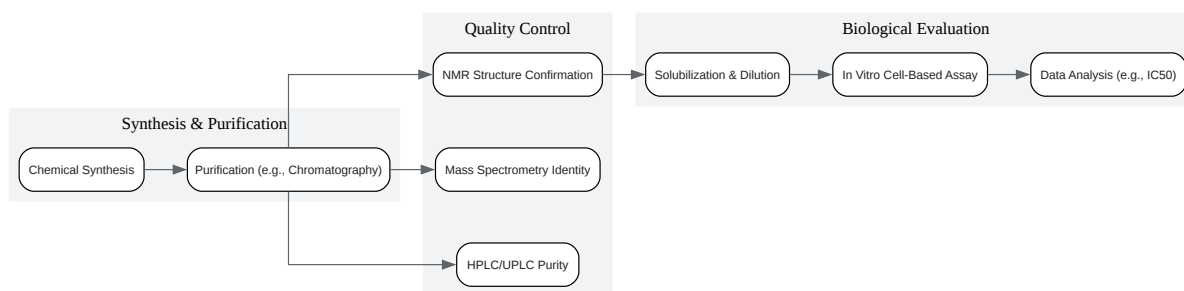 Quality Control
Biological Evaluation
NMR Structure Confirmation
Solubilization & Dilution
In Vitro Cell-Based Assay
Data Analysis (e.g., IC50)
Synthesis & Purification
Chemical Synthesis
Purification (e.g., Chromatography)
Mass Spectrometry Identity
HPLC/UPLC Purity